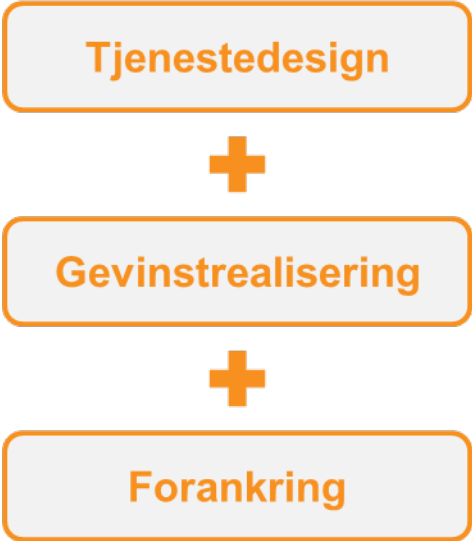 Tjenestedesign
+
Gevinstrealisering
+
Forankring